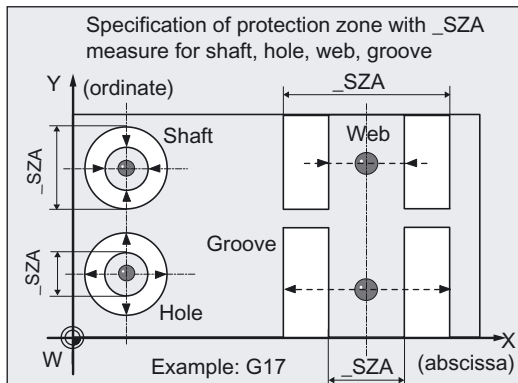 Specification of protection zone with _SZA
measure for shaft, hole, web, groove
Y
(ordinate)
_SZA
Shaft
Web
_SZA
_SZA
Groove
Hole
X
W
Example: G17
_SZA
(abscissa)